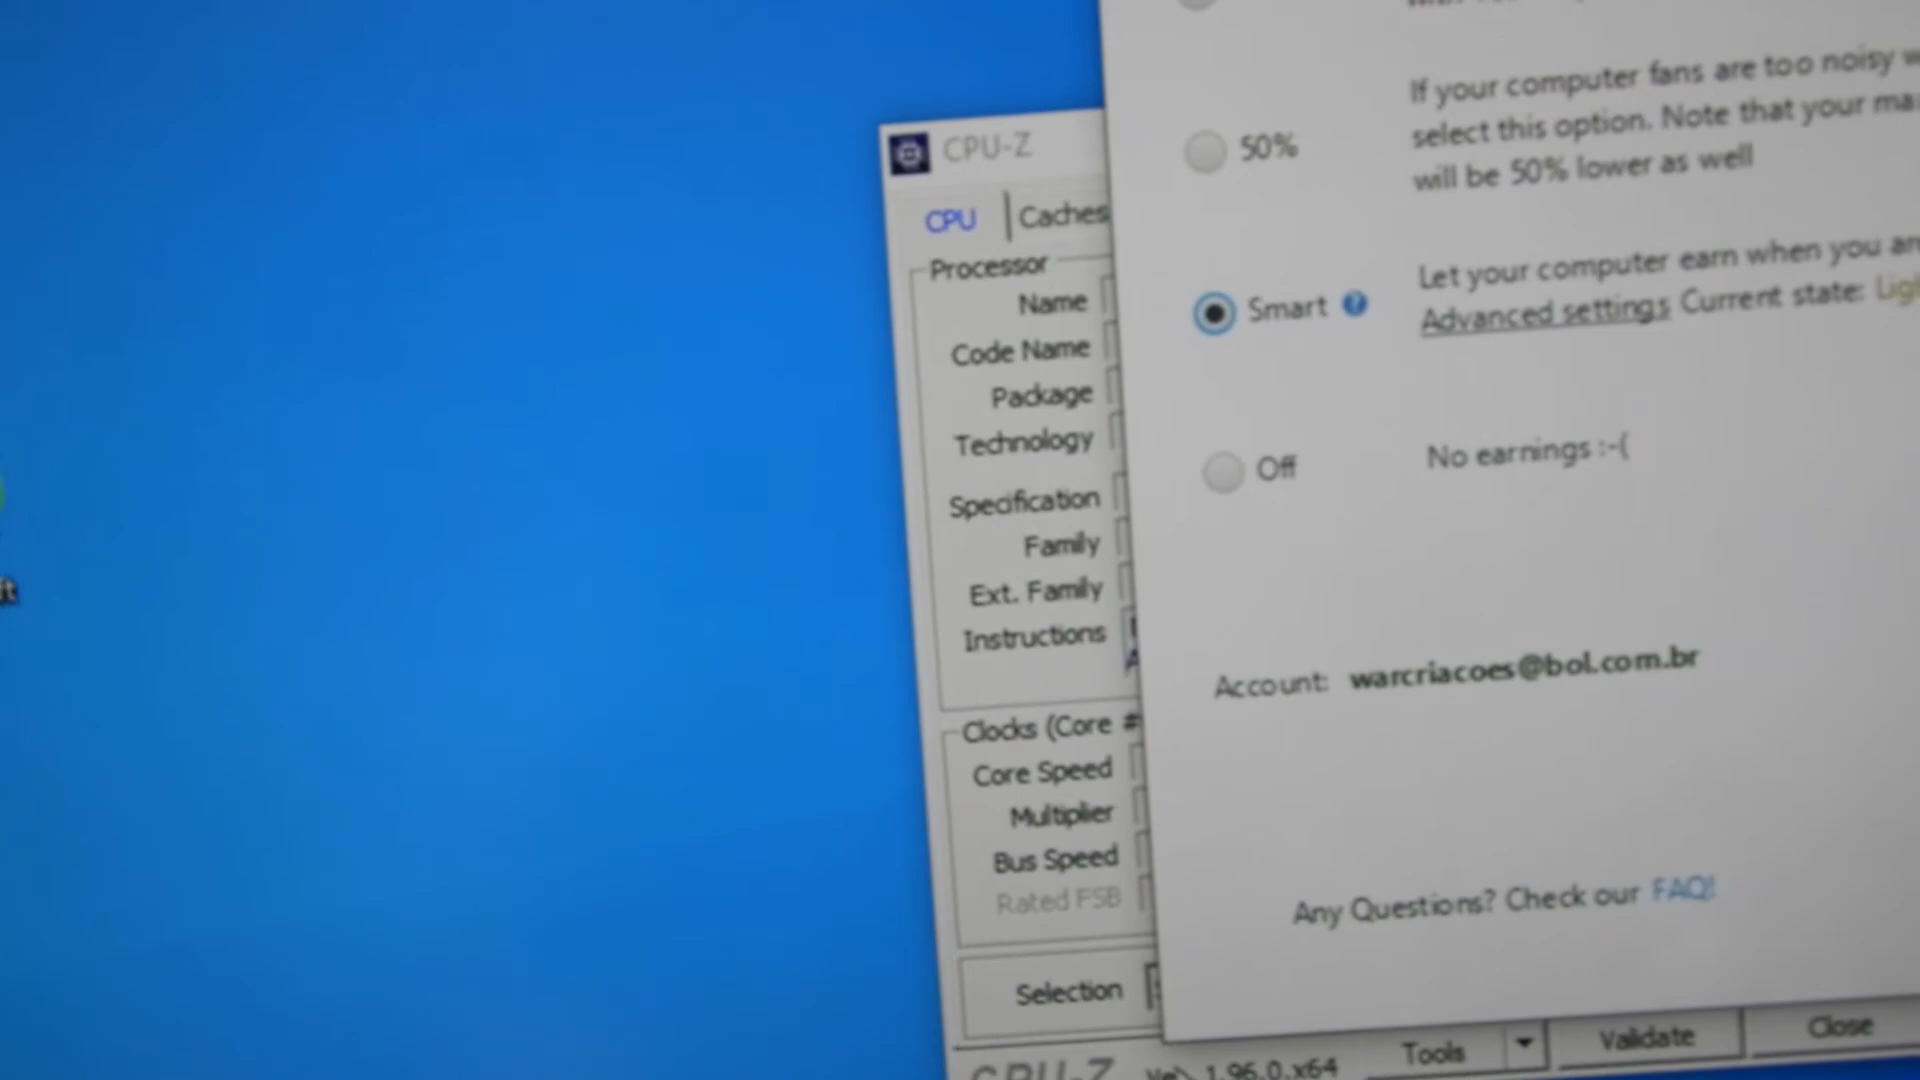 If your computer fans are too noisy
50%
select this option. Note that your
will be 50% lower as well
CPU-Z
CPU
Caches
Processor
Name
Code Name
Package
Technology
Specification
Family
Ext. Family
Instructions
Let your computer earn when you
Smart ?
Advanced settings Current state:
Off
No earnings :-(
Account: warcriacoes@bol.com.br
Clocks (Core #
Core Speed
Multiplier
Bus Speed
Rated FSB
Any Questions? Check our FAQ!
Selection
CPU-Z 1.96.0.x64
Tools
Validate
Close